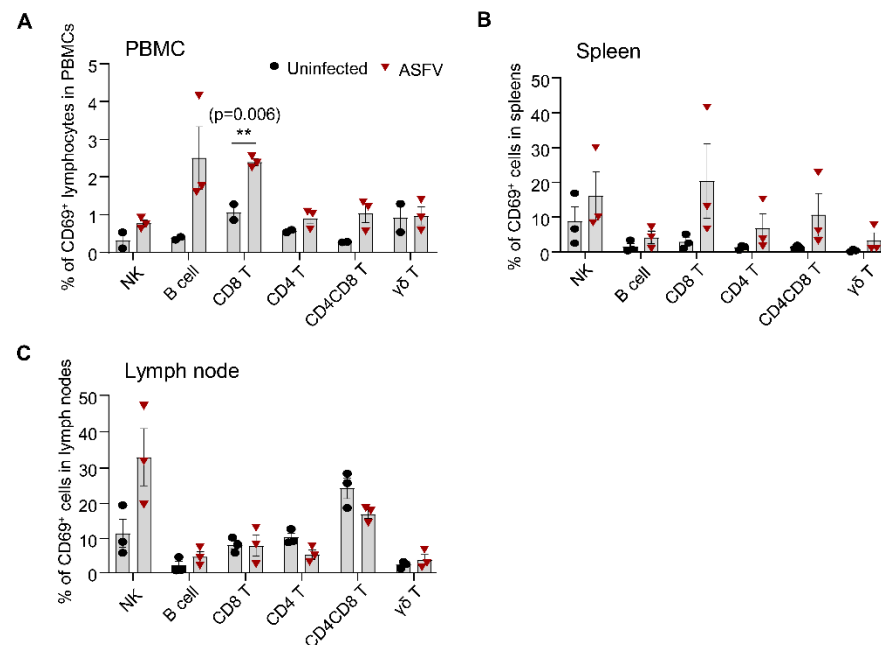 A
PBMC
Uninfected ASFV
(p=0.006)
**
% of CD69⁺ lymphocytes in PBMCs
5
4
3
2
1
0
NK B cell CD8 T CD4 T CD4CD8 T γδ T
B
Spleen
% of CD69⁺ cells in spleens
50
40
30
20
10
0
NK B cell CD8 T CD4 T CD4CD8 T γδ T
C
Lymph node
% of CD69⁺ cells in lymph nodes
50
40
30
20
10
0
NK B cell CD8 T CD4 T CD4CD8 T γδ T